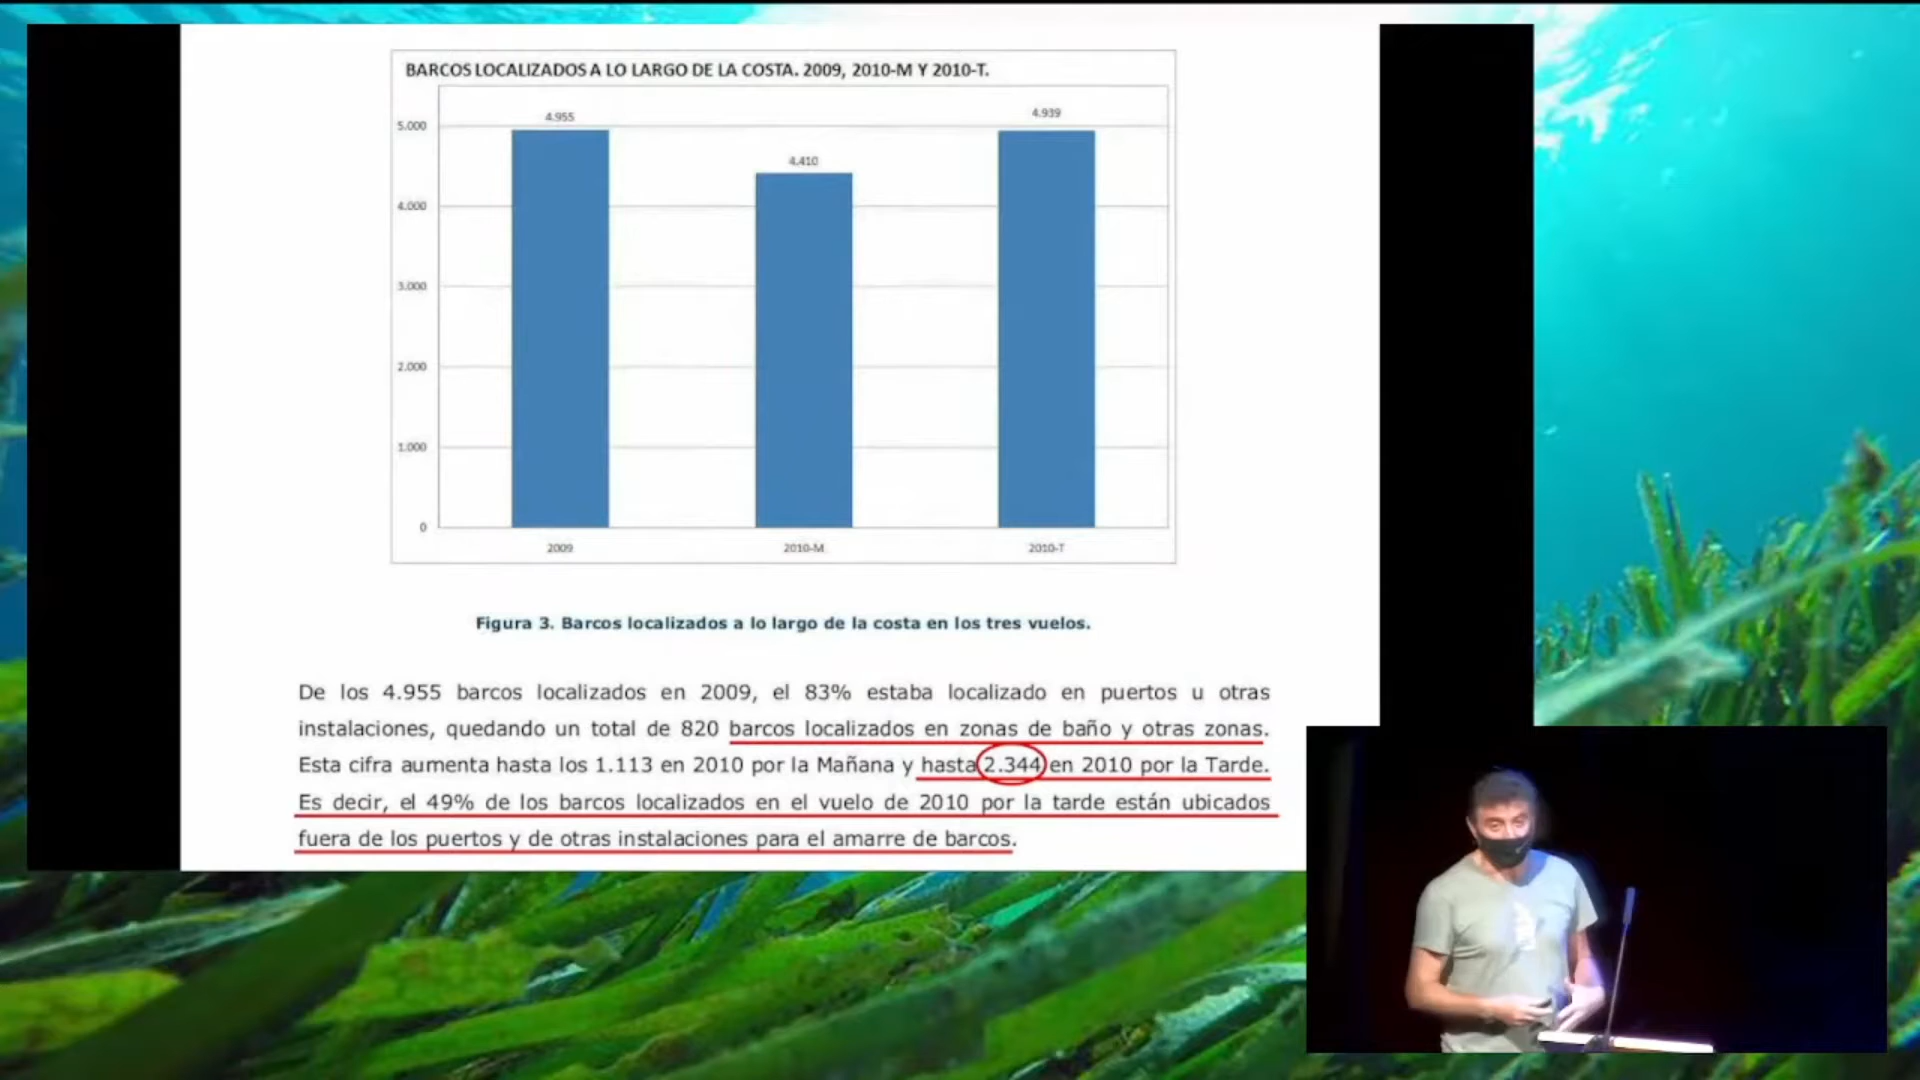 BARCOS LOCALIZADOS A LO LARGO DE LA COSTA. 2009, 2010-M Y 2010-T.
5.000
4.000
3.000
2.000
1.000
0
4.955
4.410
4.939
2009
2010-M
2010-T
Figura 3. Barcos localizados a lo largo de la costa en los tres vuelos.
De los 4.955 barcos localizados en 2009, el 83% estaba localizado en puertos u otras
instalaciones, quedando un total de 820 barcos localizados en zonas de baño y otras zonas.
Esta cifra aumenta hasta los 1.113 en 2010 por la Mañana y hasta 2.344 en 2010 por la Tarde.
Es decir, el 49% de los barcos localizados en el vuelo de 2010 por la tarde están ubicados
fuera de los puertos y de otras instalaciones para el amarre de barcos.